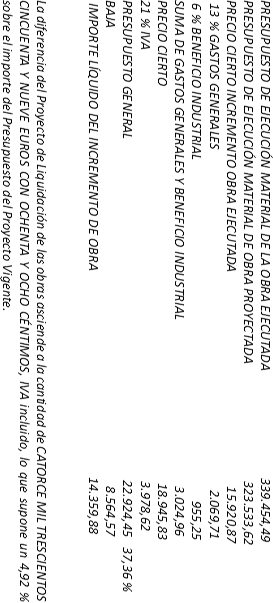 PRESUPUESTO DE EJECUCIÓN MATERIAL DE LA OBRA EJECUTADA 339.454,49
PRESUPUESTO DE EJECUCIÓN MATERIAL DE OBRA PROYECTADA 323.533,62
PRECIO CIERTO INCREMENTO OBRA EJECUTADA 15.920,87
13 % GASTOS GENERALES 2.069,71
6 % BENEFICIO INDUSTRIAL 955,25
SUMA DE GASTOS GENERALES Y BENEFICIO INDUSTRIAL 3.024,96
PRECIO CIERTO 18.945,83
21 % IVA 3.978,62
PRESUPUESTO GENERAL 22.924,45 37,36 %
BAJA 8.564,57
IMPORTE LÍQUIDO DEL INCREMENTO DE OBRA 14.359,88
La diferencia del Proyecto de Liquidación de las obras asciende a la cantidad de CATORCE MIL TRESCIENTOS
CINCUENTA Y NUEVE EUROS CON OCHENTA Y OCHO CÉNTIMOS, IVA incluido, lo que supone un 4,92 %
sobre el importe del Presupuesto del Proyecto Vigente.